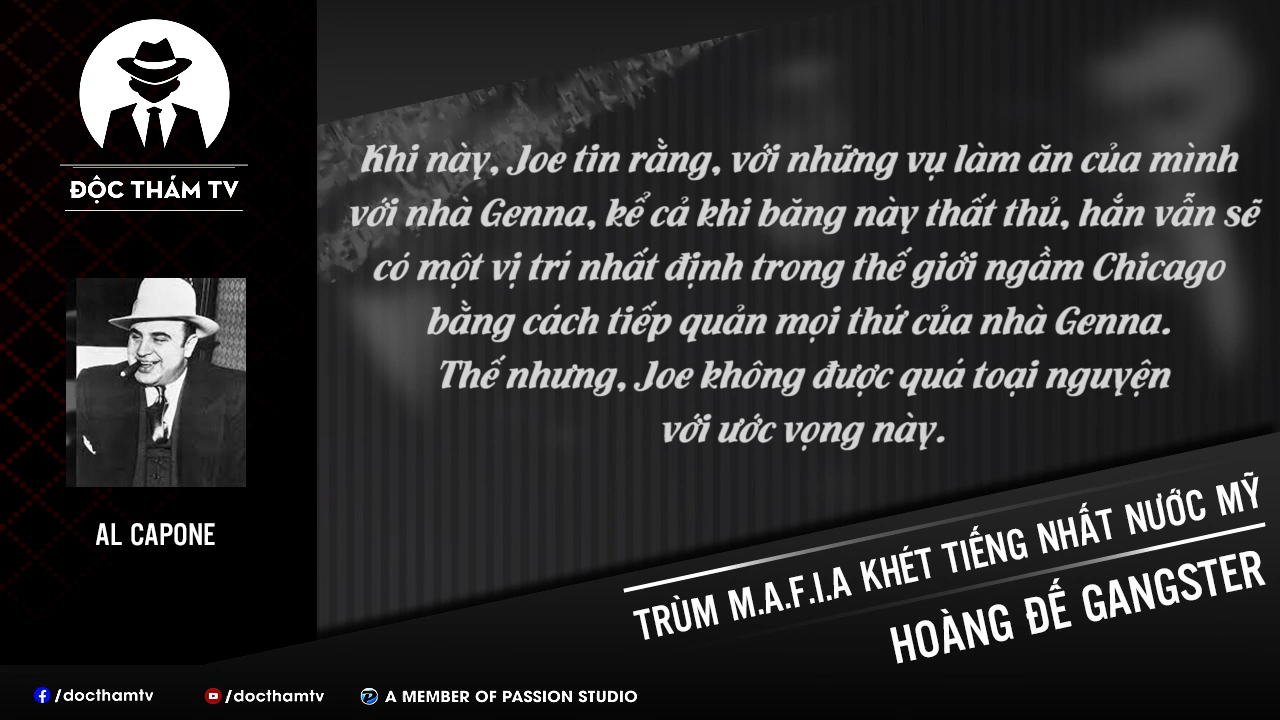 ĐỘC THÁM TV
AL CAPONE
Khi này, Joe tin rằng, với những vụ làm ăn của mình
với nhà Genna, kể cả khi băng này thất thủ, hắn vẫn sẽ
có một vị trí nhất định trong thế giới ngầm Chicago
bằng cách tiếp quản mọi thứ của nhà Genna.
Thế nhưng, Joe không được quá toại nguyện
với ước vọng này.
TRÙM M.A.F.I.A KHÉT TIẾNG NHẤT NƯỚC MỸ
HOÀNG ĐẾ GANGSTER
/docthamtv
/docthamtv
A MEMBER OF PASSION STUDIO